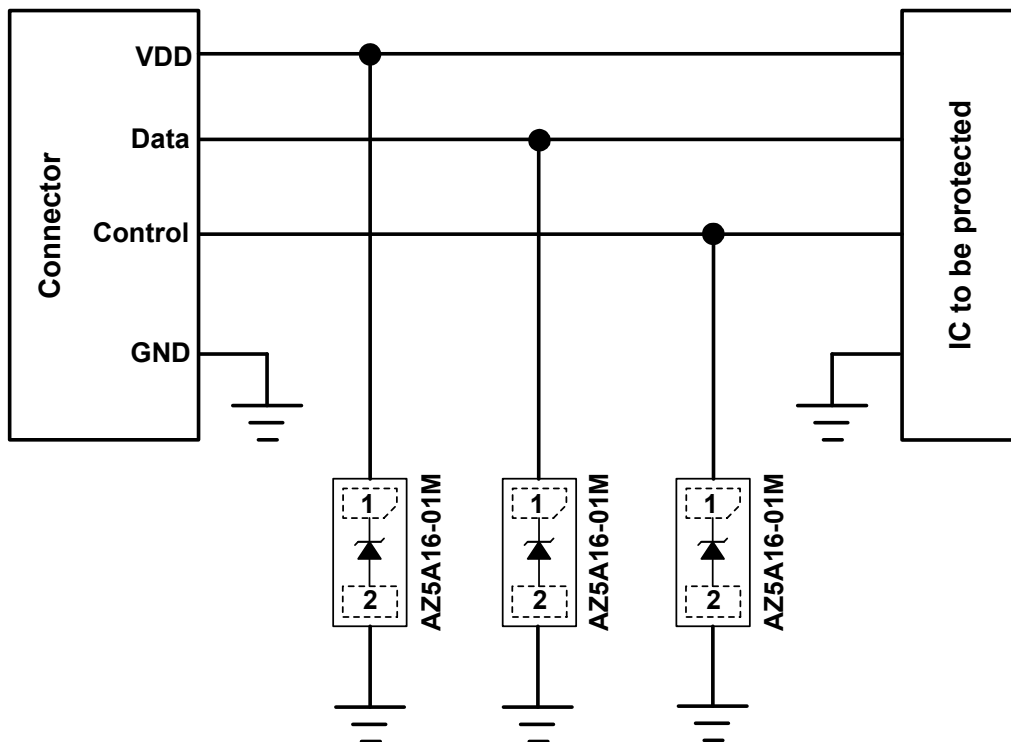 Connector
VDD
Data
Control
GND
IC to be protected
1
2
AZ5A16-01M
1
2
AZ5A16-01M
1
2
AZ5A16-01M